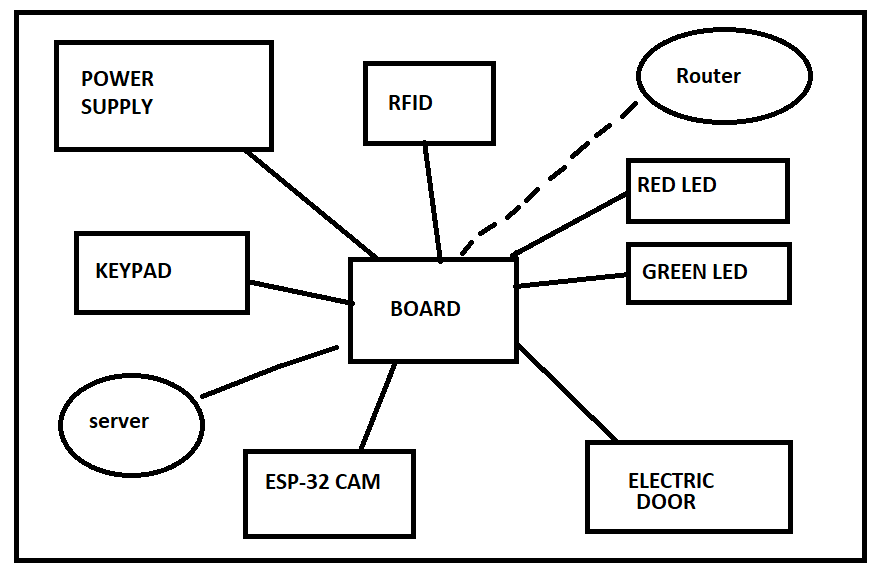 POWER
SUPPLY
RFID
Router
RED LED
KEYPAD
GREEN LED
BOARD
server
ESP-32 CAM
ELECTRIC
DOOR